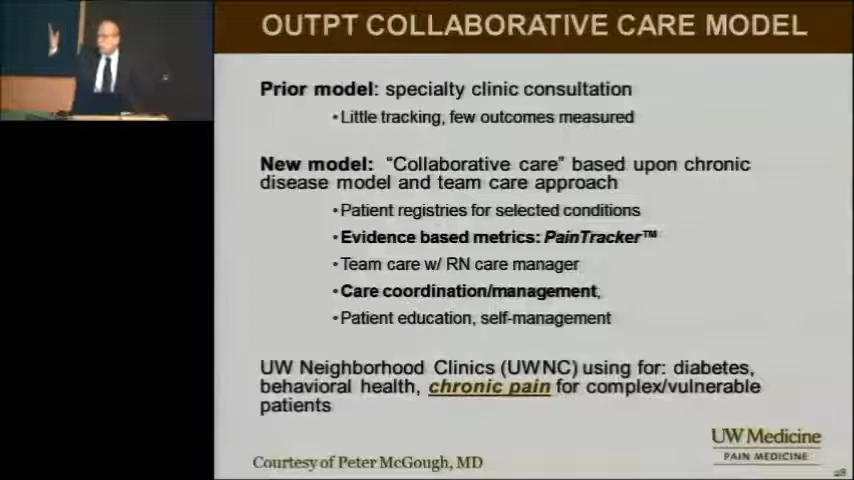 OUTPT COLLABORATIVE CARE MODEL
Prior model: specialty clinic consultation
•Little tracking, few outcomes measured
New model: “Collaborative care” based upon chronic
disease model and team care approach
•Patient registries for selected conditions
•Evidence based metrics: PainTracker™
•Team care w/ RN care manager
•Care coordination/management,
•Patient education, self-management
UW Neighborhood Clinics (UWNC) using for: diabetes,
behavioral health, chronic pain for complex/vulnerable
patients
UW Medicine
PAIN MEDICINE
Courtesy of Peter McGough, MD
28